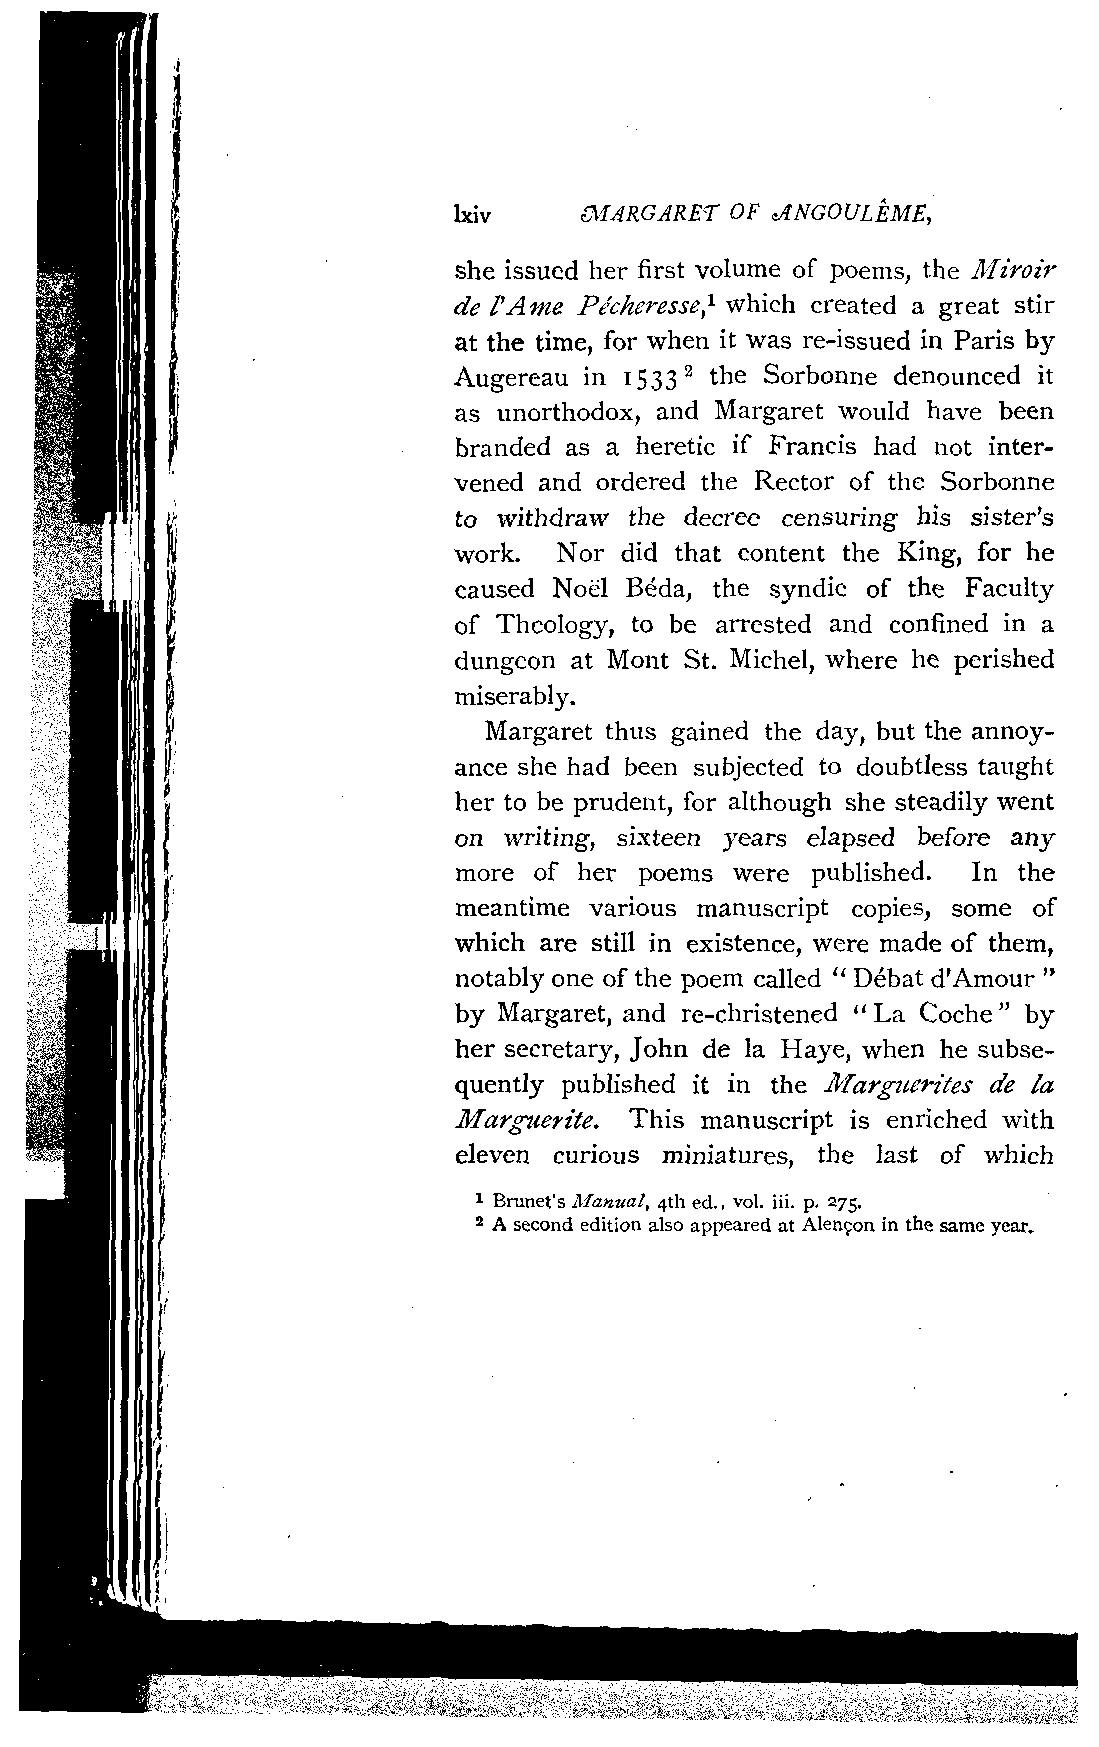 lxiv MARGARET OF ANGOULÊME,
she issued her first volume of poems, the Miroir
de l'Ame Pécheresse,¹ which created a great stir
at the time, for when it was re-issued in Paris by
Augereau in 1533 ² the Sorbonne denounced it
as unorthodox, and Margaret would have been
branded as a heretic if Francis had not inter-
vened and ordered the Rector of the Sorbonne
to withdraw the decree censuring his sister's
work. Nor did that content the King, for he
caused Noël Béda, the syndic of the Faculty
of Theology, to be arrested and confined in a
dungeon at Mont St. Michel, where he perished
miserably.
Margaret thus gained the day, but the annoy-
ance she had been subjected to doubtless taught
her to be prudent, for although she steadily went
on writing, sixteen years elapsed before any
more of her poems were published. In the
meantime various manuscript copies, some of
which are still in existence, were made of them,
notably one of the poem called “ Débat d'Amour ”
by Margaret, and re-christened “ La Coche ” by
her secretary, John de la Haye, when he subse-
quently published it in the Marguerites de la
Marguerite. This manuscript is enriched with
eleven curious miniatures, the last of which
¹ Brunet's Manual, 4th ed., vol. iii. p. 275.
² A second edition also appeared at Alençon in the same year.